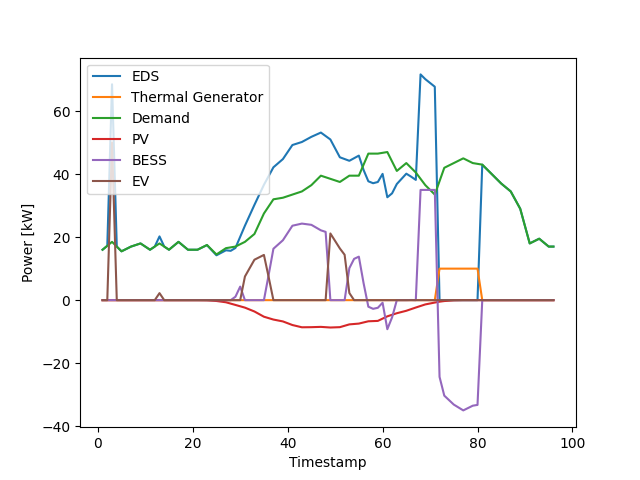 EDS
Thermal Generator
Demand
PV
BESS
EV
60
40
20
0
−20
−40
Power [kW]
0 20 40 60 80 100
Timestamp